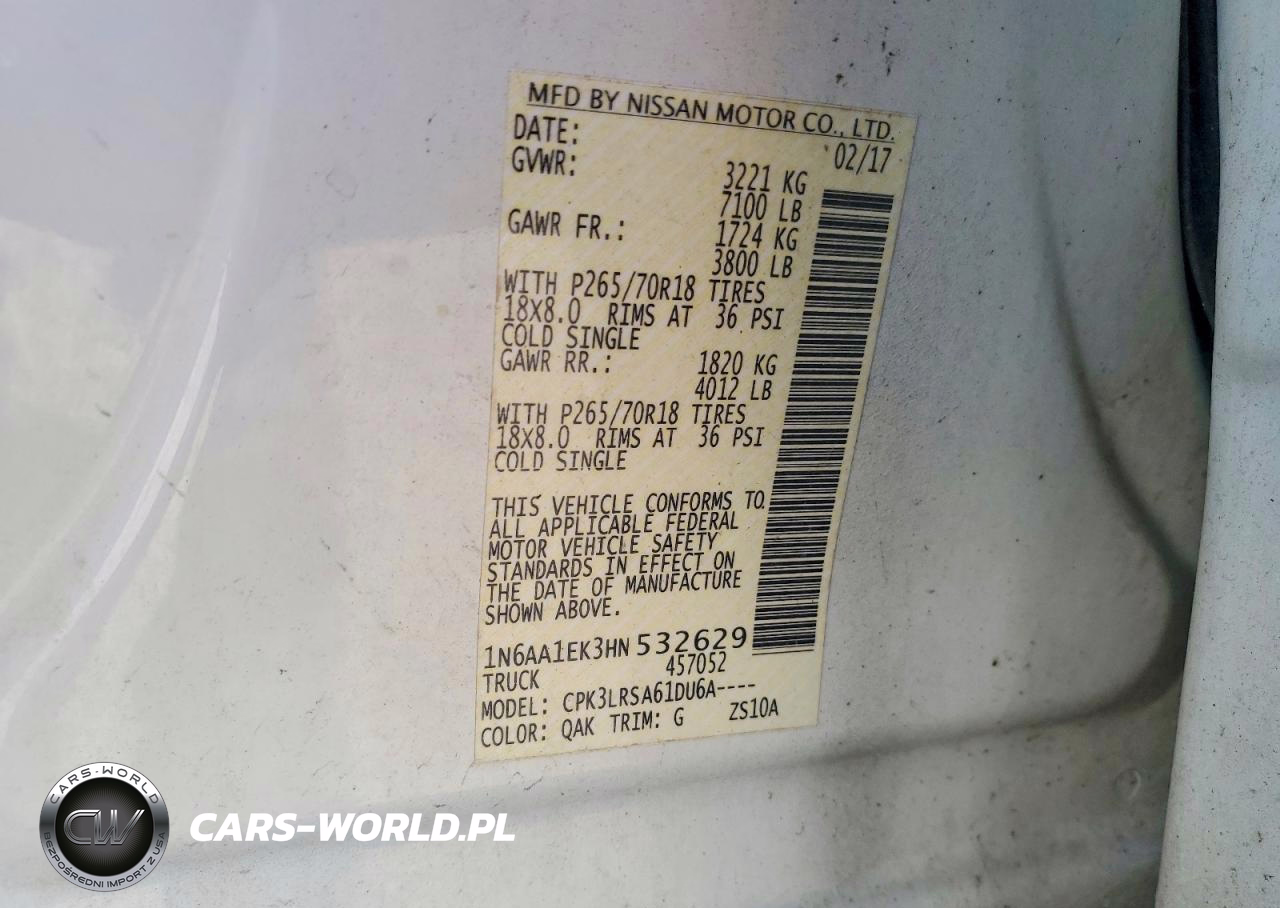 MFD BY NISSAN MOTOR CO., LTD.
DATE: 02/17
GVWR: 3221 KG
7100 LB
GAWR FR.: 1724 KG
3800 LB
WITH P265/70R18 TIRES
18X8.0 RIMS AT 36 PSI
COLD SINGLE
GAWR RR.: 1820 KG
4012 LB
WITH P265/70R18 TIRES
18X8.0 RIMS AT 36 PSI
COLD SINGLE
THIS VEHICLE CONFORMS TO
ALL APPLICABLE FEDERAL
MOTOR VEHICLE SAFETY
STANDARDS IN EFFECT ON
THE DATE OF MANUFACTURE
SHOWN ABOVE.
1N6AA1EK3HN532629
TRUCK 457052
MODEL: CPK3LRSA61DU6A----
COLOR: QAK TRIM: G ZS10A
CARS-WORLD
CW
BEZPOŚREDNI IMPORT Z USA
CARS-WORLD.PL